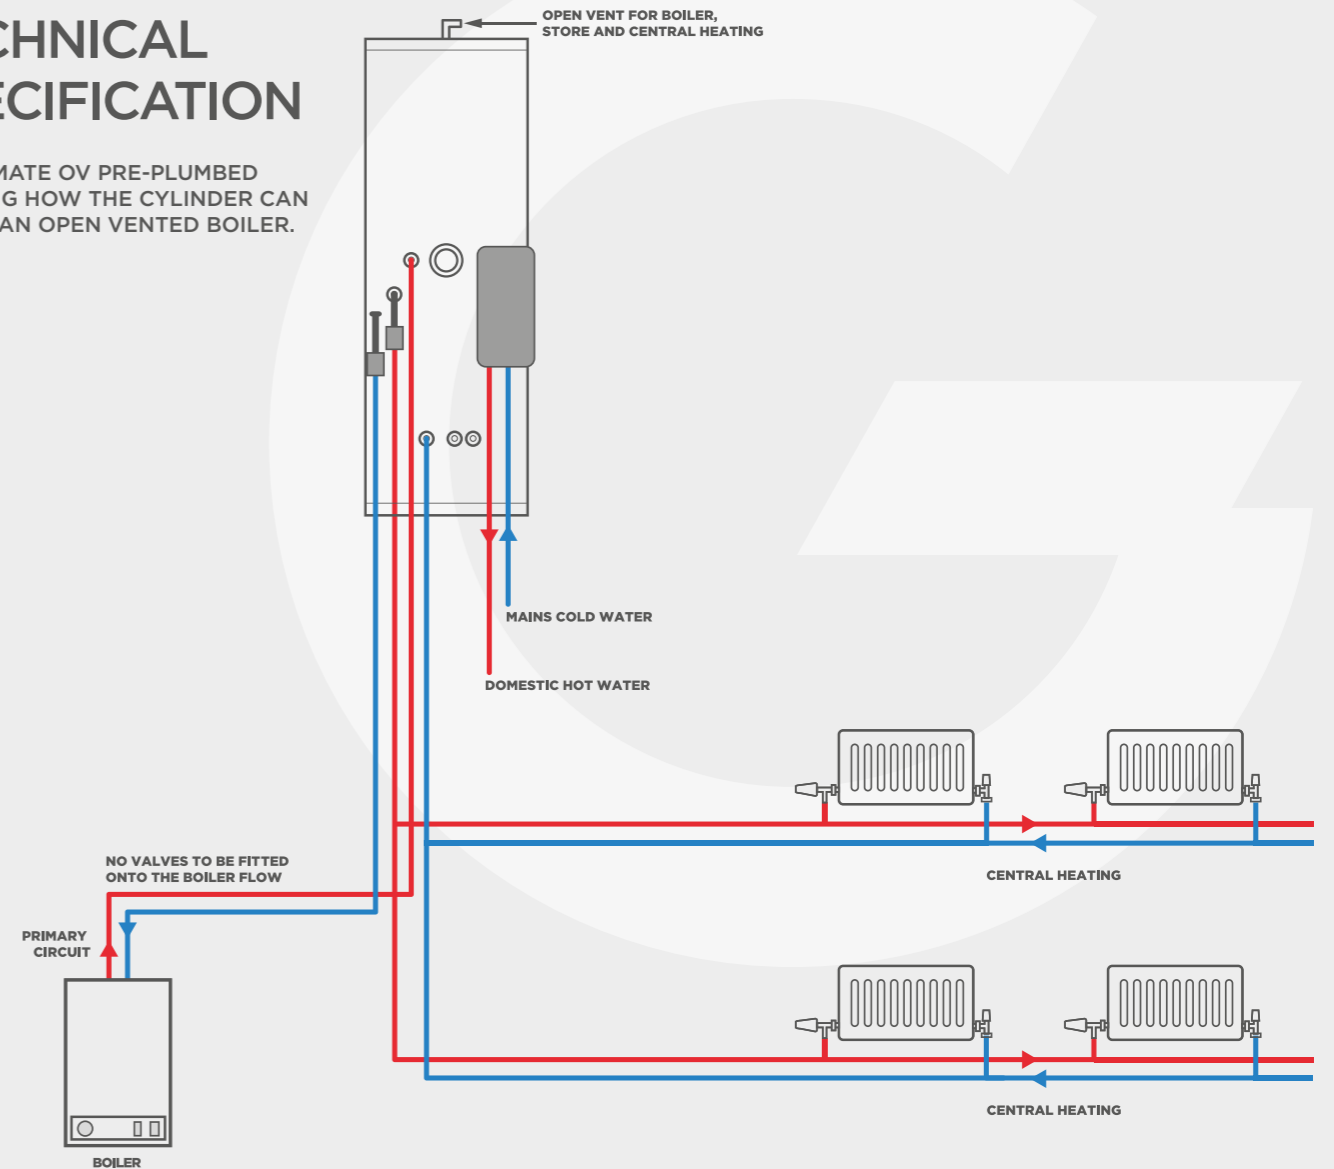 CHNICAL
ECIFICATION
MATE OV PRE-PLUMBED
G HOW THE CYLINDER CAN
AN OPEN VENTED BOILER.
OPEN VENT FOR BOILER,
STORE AND CENTRAL HEATING
MAINS COLD WATER
DOMESTIC HOT WATER
CENTRAL HEATING
NO VALVES TO BE FITTED
ONTO THE BOILER FLOW
PRIMARY
CIRCUIT
CENTRAL HEATING
BOILER